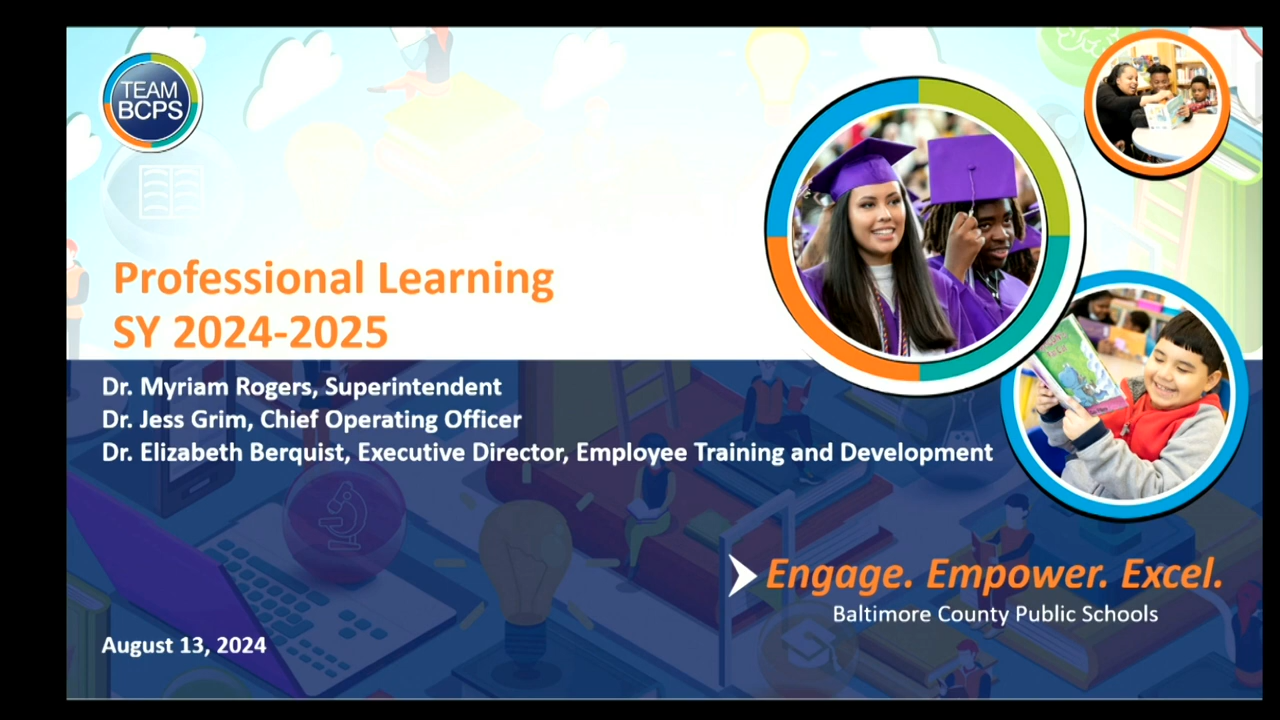 TEAM
BCPS
Professional Learning
SY 2024-2025
Dr. Myriam Rogers, Superintendent
Dr. Jess Grim, Chief Operating Officer
Dr. Elizabeth Berquist, Executive Director, Employee Training and Development
Engage. Empower. Excel.
Baltimore County Public Schools
August 13, 2024